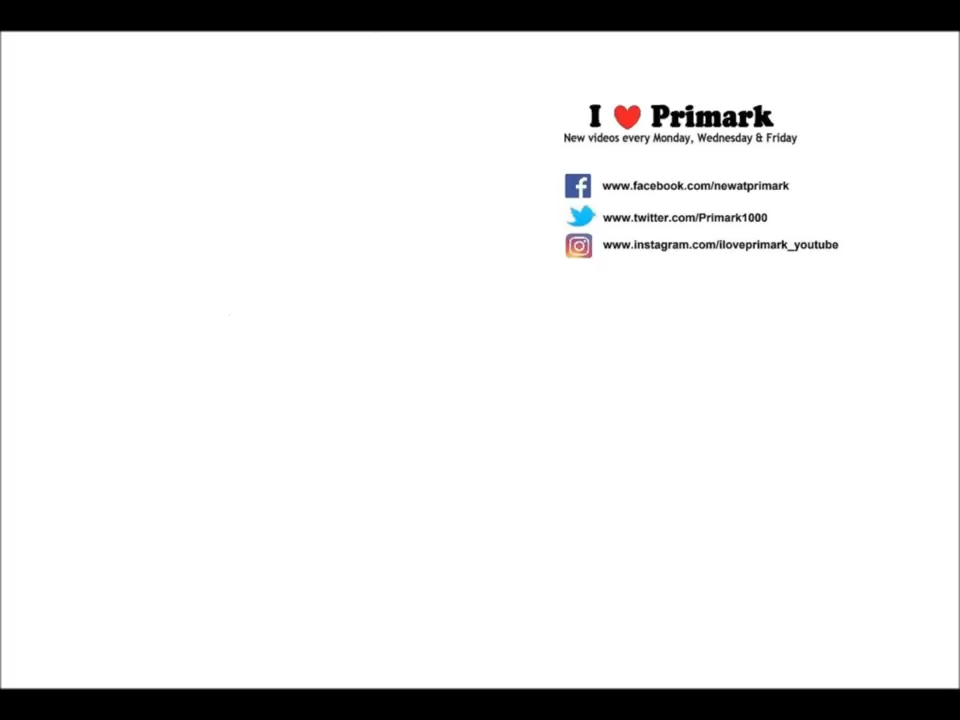 I ❤ Primark
New videos every Monday, Wednesday & Friday
www.facebook.com/newatprimark
www.twitter.com/Primark1000
www.instagram.com/iloveprimark_youtube